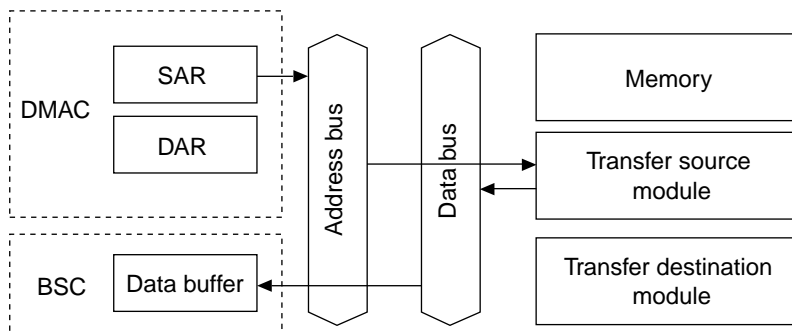 DMAC
SAR
DAR
BSC
Data buffer
Address bus
Data bus
Memory
Transfer source
module
Transfer destination
module